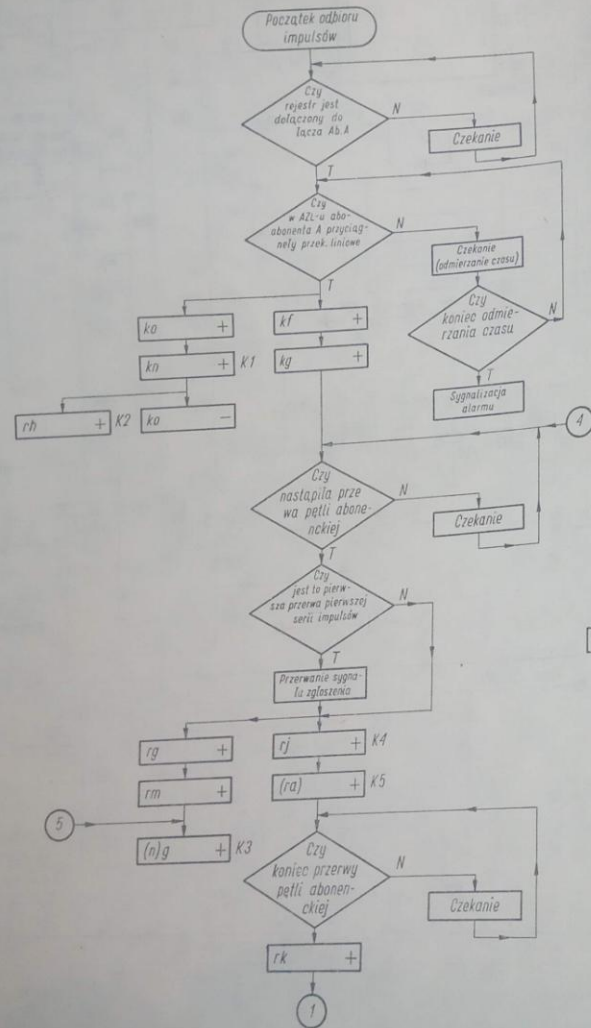 Początek odbioru
impulsów
Czy
rejestr jest
dołączony do
łącza Ab. A
N
Czekanie
T
Czy
w AZL-u abo-
abonenta A przyciąg-
nęły przek. liniowe
N
Czekanie
(odmierzanie czasu)
T
Czy
koniec odmie-
rzania czasu
N
T
Sygnalizacja
alarmu
ko +
kf +
kn + K1
kg +
rh + K2
ko −
4
Czy
nastąpiła prze
wa pętli abone-
nckiej
N
Czekanie
T
Czy
jest to pierw-
sza przerwa pierwszej
serii impulsów
N
T
Przerwanie sygna-
łu zgłoszenia
rg +
rj + K4
rm +
(ra) + K5
5
(n)g + K3
Czy
koniec przerwy
pętli abonen-
ckiej
N
Czekanie
T
rk +
1